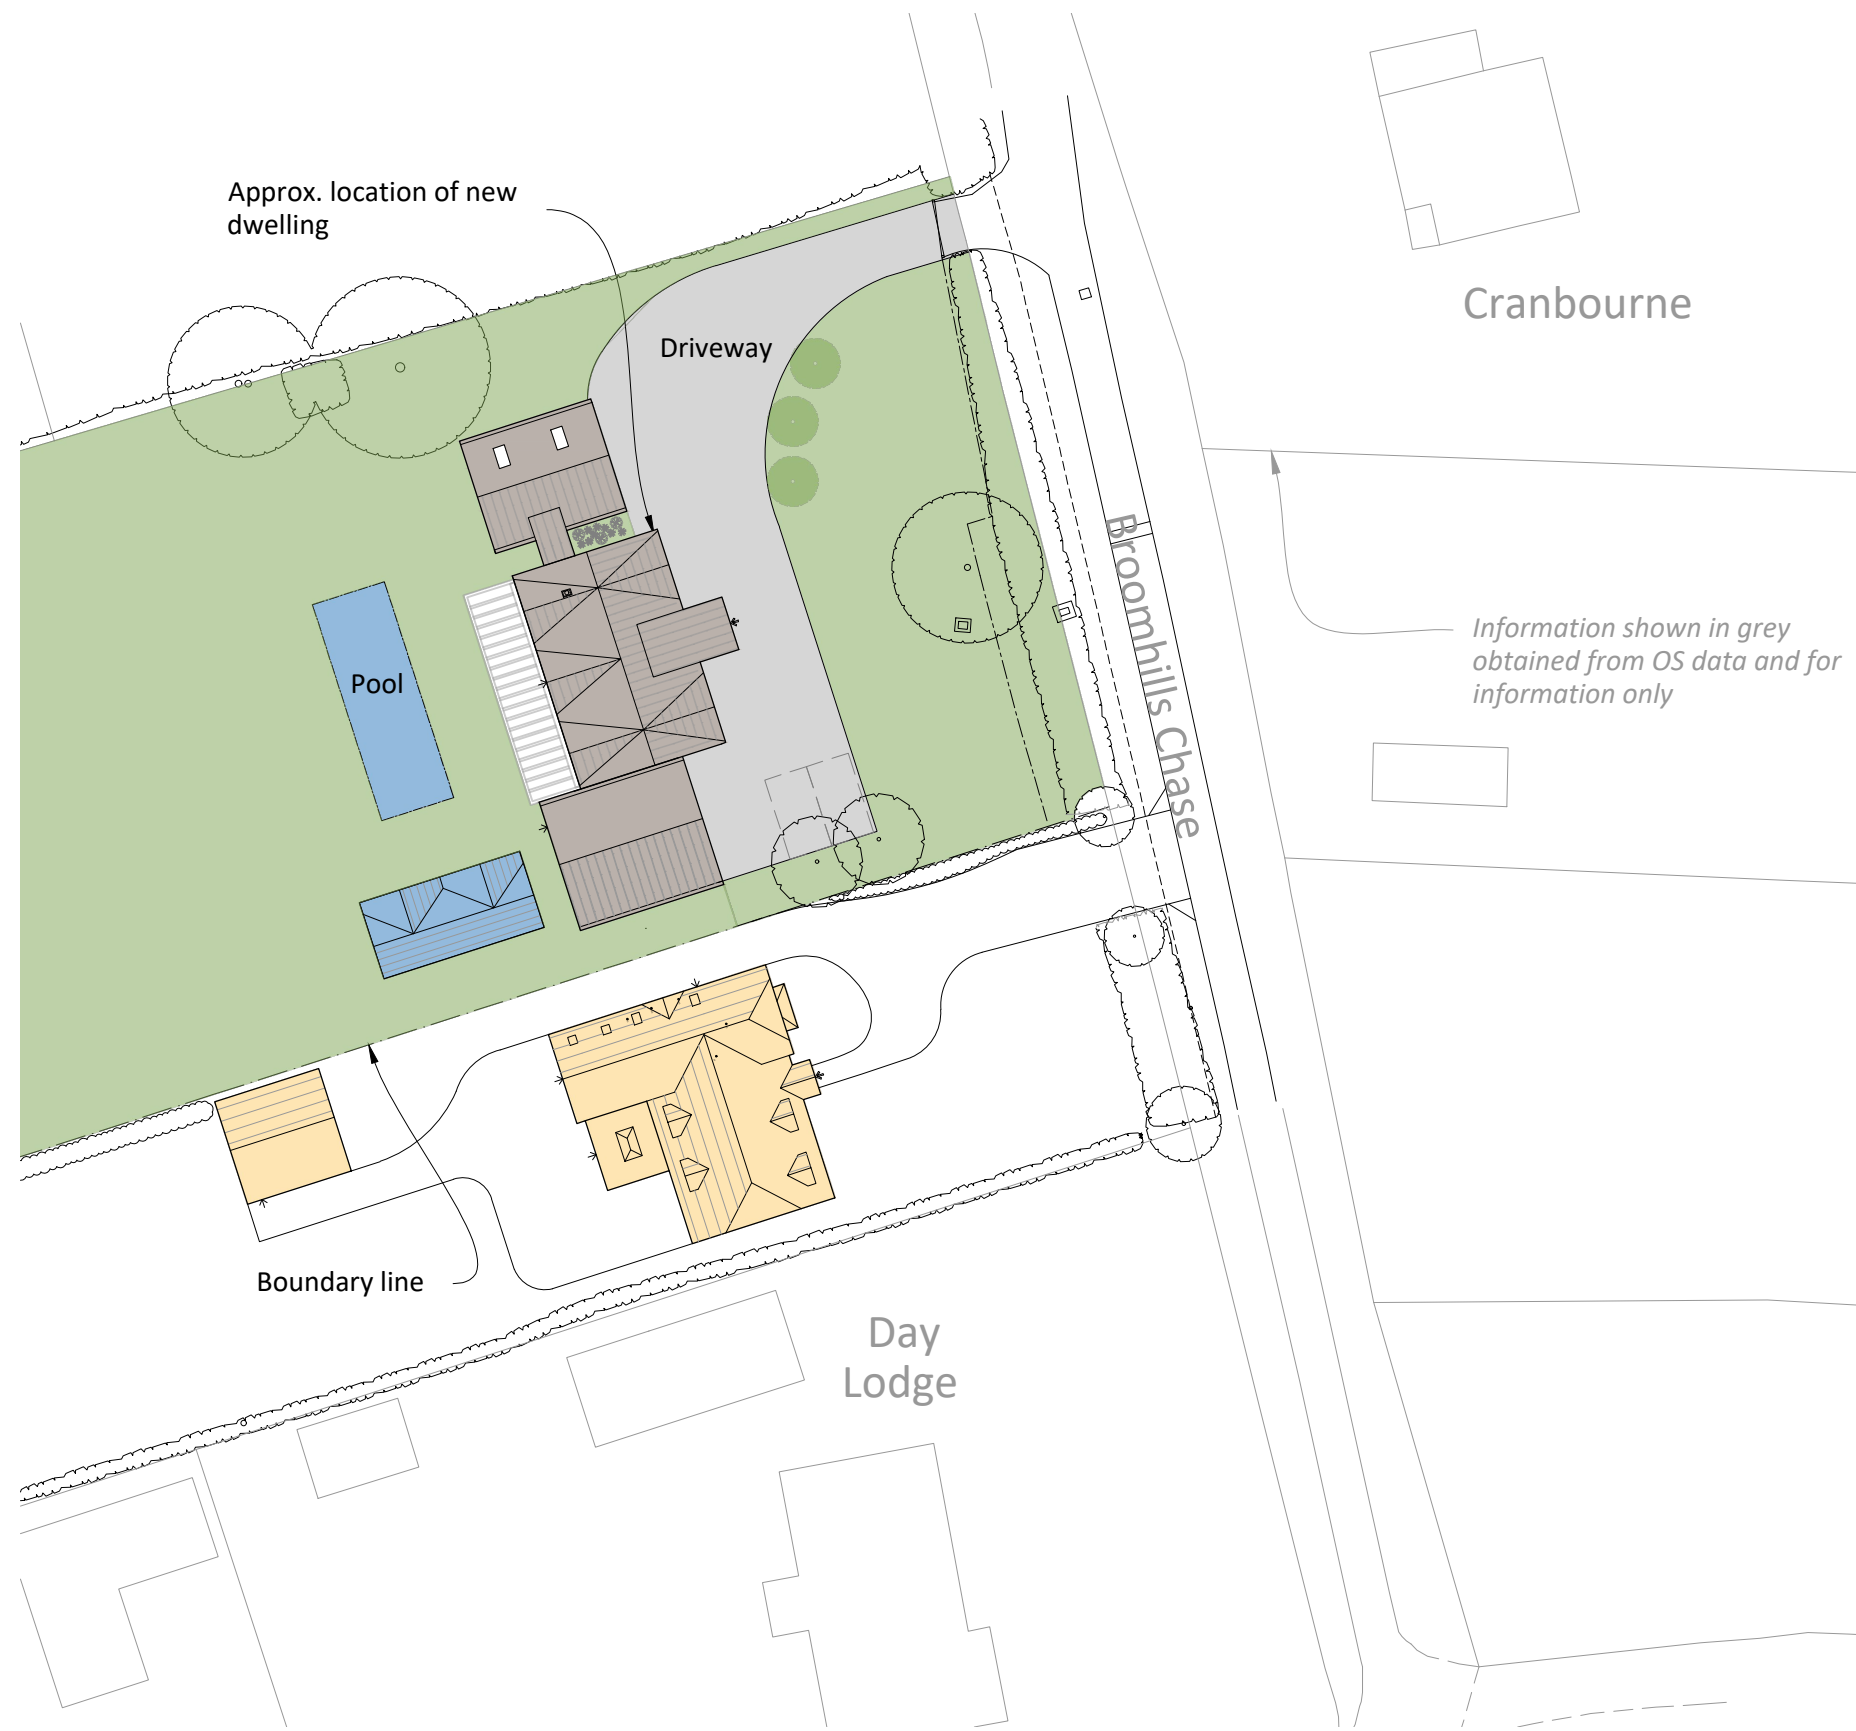 Approx. location of new
dwelling
Driveway
Cranbourne
Broomhills Chase
Information shown in grey
obtained from OS data and for
information only
Pool
Boundary line
Day
Lodge